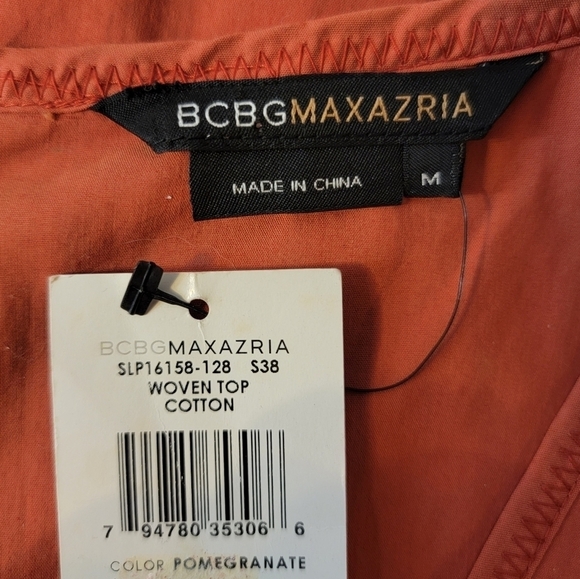 BCBGMAXAZRIA
MADE IN CHINA
M
BCBGMAXAZRIA
SLP16158-128 S38
WOVEN TOP
COTTON
7 94780 35306 6
COLOR POMEGRANATE